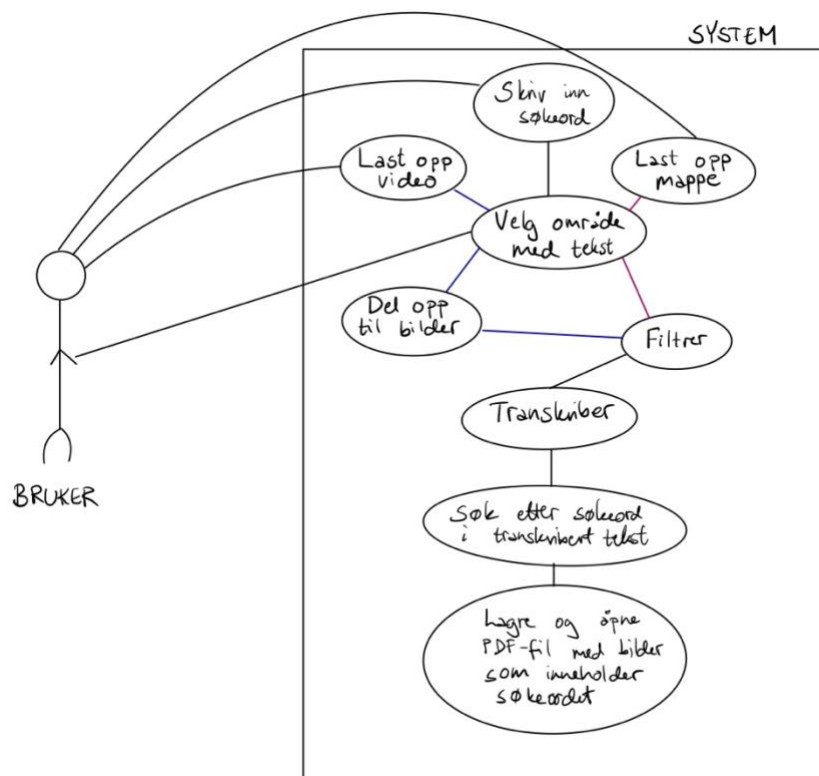 SYSTEM
Skriv inn
søkeord
Last opp
video
Last opp
mappe
Velg område
med tekst
Del opp
til bilder
Filtrer
Transkriber
BRUKER
Søk etter søkeord
i transkribert tekst
Lagre og åpne
PDF-fil med bilder
som inneholder
søkeordet